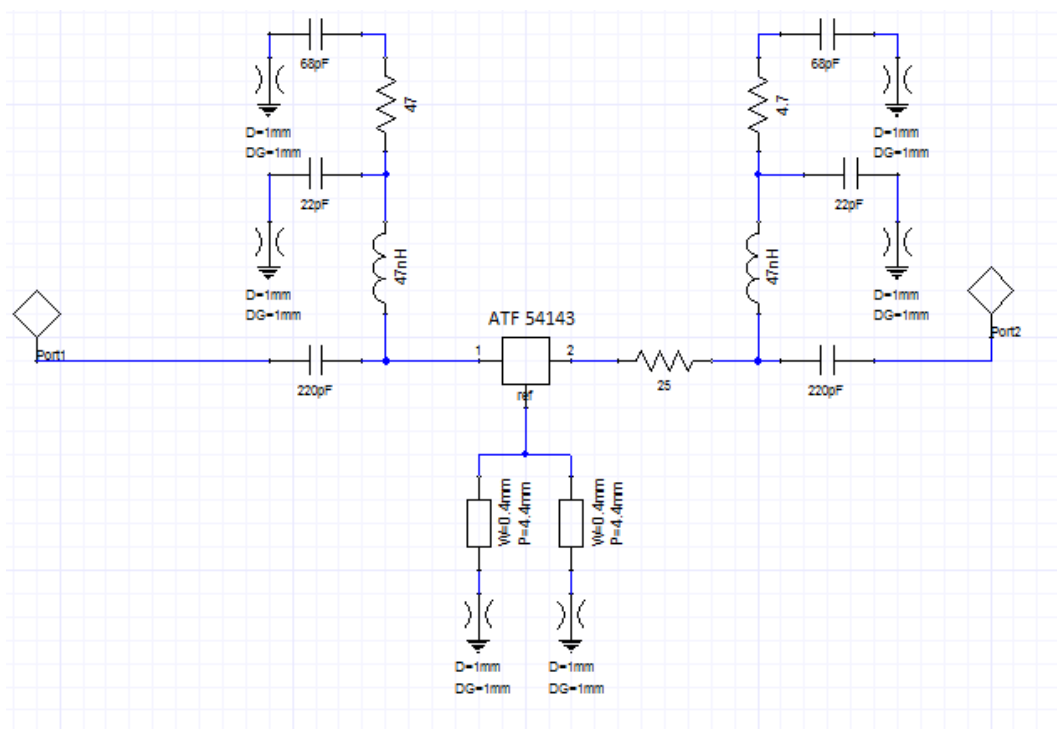 68pF
68pF
47
4.7
D=1mm
DG=1mm
D=1mm
DG=1mm
22pF
22pF
47nH
47nH
D=1mm
DG=1mm
D=1mm
DG=1mm
ATF 54143
Port1
Port2
1
2
220pF
ref
25
220pF
W=0.4mm
P=4.4mm
W=0.4mm
P=4.4mm
D=1mm
DG=1mm
D=1mm
DG=1mm